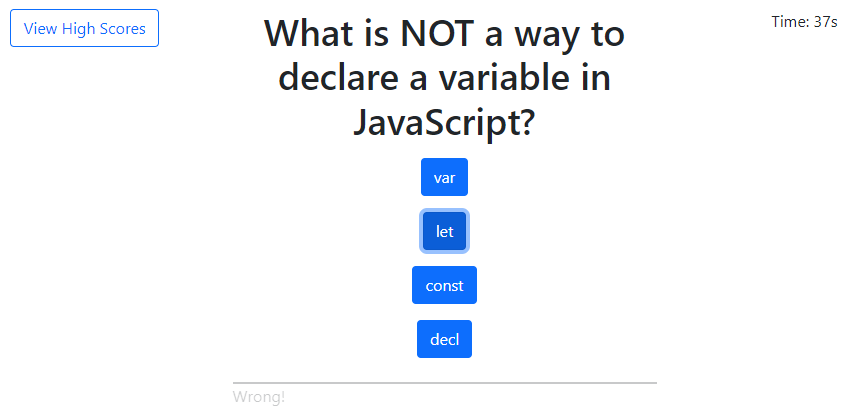 View High Scores
Time: 37s
What is NOT a way to
declare a variable in
JavaScript?
var
let
const
decl
Wrong!